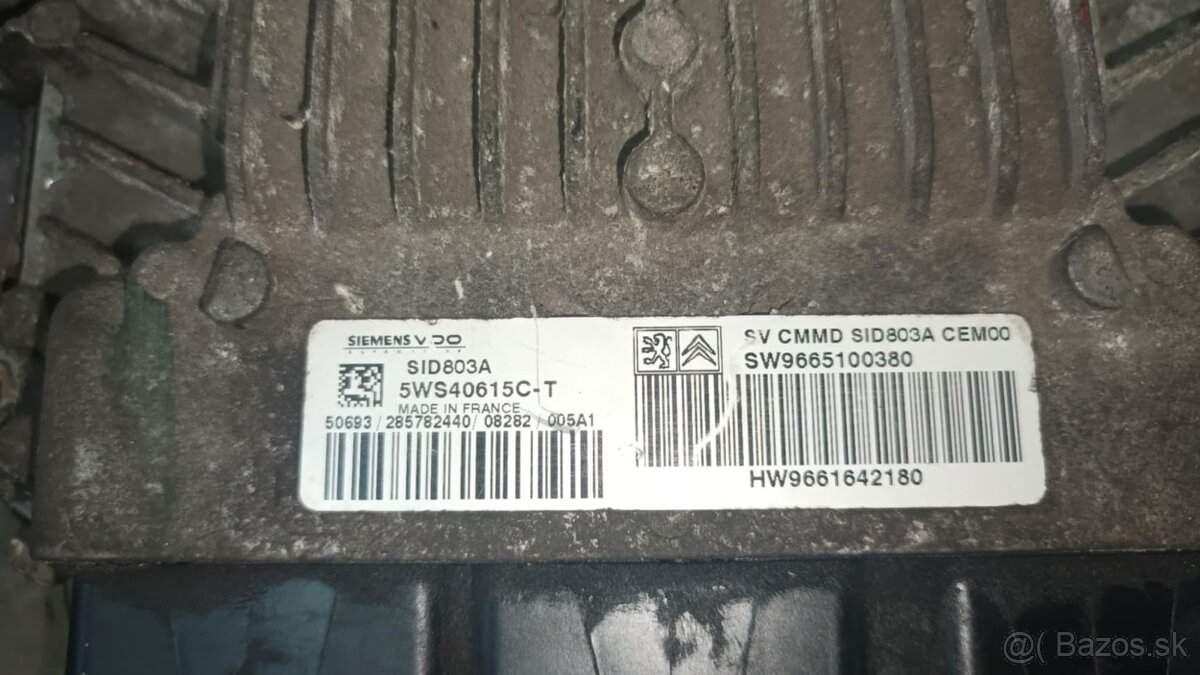 SIEMENS VDO
SID803A
5WS40615C-T
MADE IN FRANCE
50693 / 285782440 / 08282 / 005A1
SV CMMD SID803A CEM00
SW9665100380
HW9661642180
@( Bazos.sk